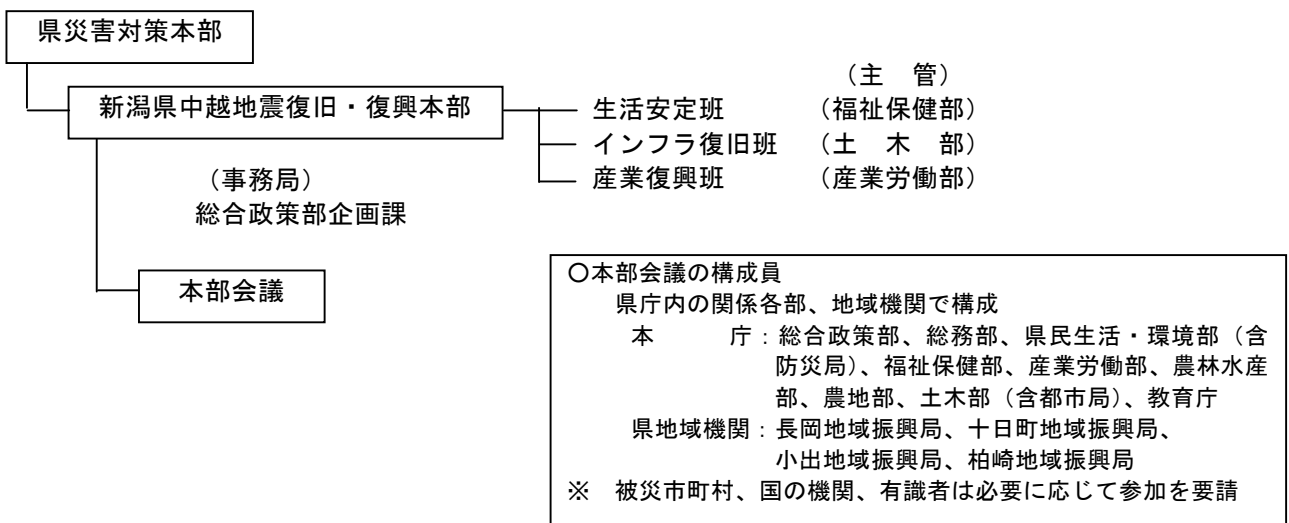 県災害対策本部
（主　管）
新潟県中越地震復旧・復興本部
生活安定班　（福祉保健部）
インフラ復旧班　（土　木　部）
産業復興班　（産業労働部）
（事務局）
総合政策部企画課
本部会議
〇本部会議の構成員
県庁内の関係各部、地域機関で構成
本　　庁：総合政策部、総務部、県民生活・環境部（含
防災局）、福祉保健部、産業労働部、農林水産
部、農地部、土木部（含都市局）、教育庁
県地域機関：長岡地域振興局、十日町地域振興局、
小出地域振興局、柏崎地域振興局
※　被災市町村、国の機関、有識者は必要に応じて参加を要請